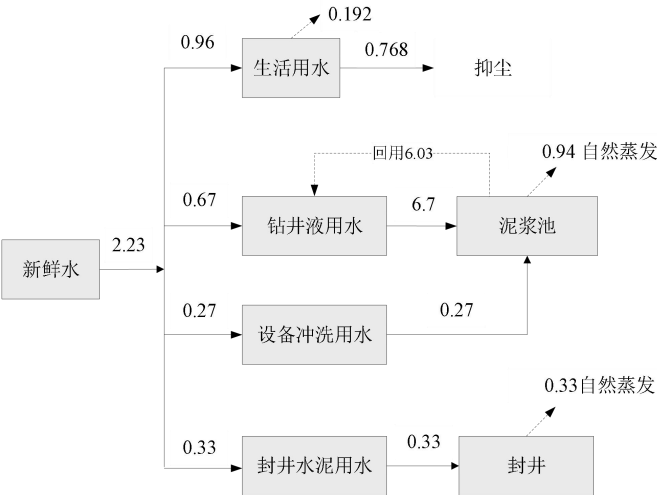 0.192
0.96
生活用水
0.768
抑尘
回用6.03
0.94 自然蒸发
0.67
钻井液用水
6.7
泥浆池
新鲜水
2.23
0.27
设备冲洗用水
0.27
0.33自然蒸发
0.33
封井水泥用水
0.33
封井